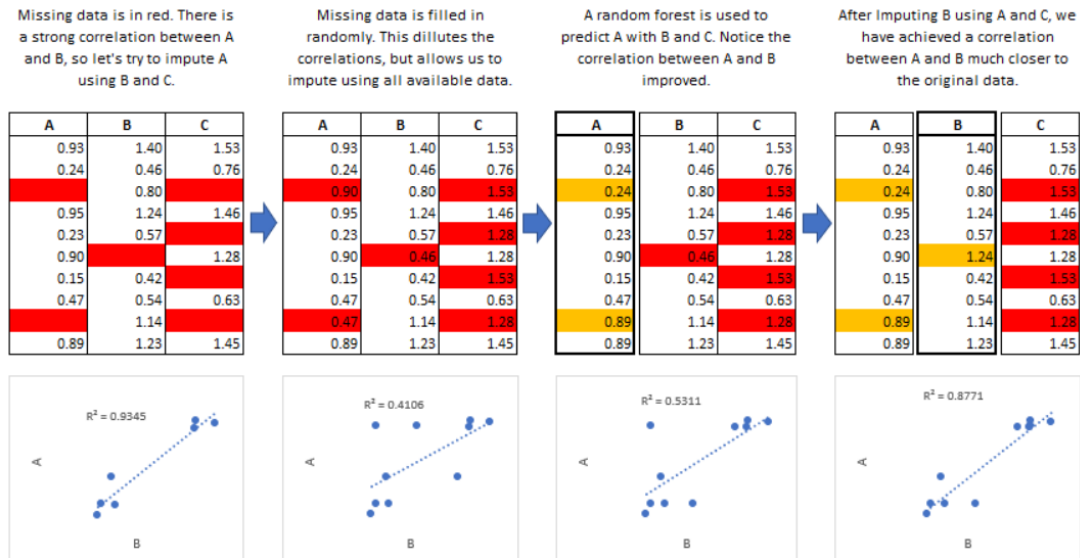 Missing data is in red. There is
a strong correlation between A
and B, so let's try to impute A
using B and C.
A B C
0.93 1.40 1.53
0.24 0.46 0.76
0.80
0.95 1.24 1.46
0.23 0.57
0.90 1.28
0.15 0.42
0.47 0.54 0.63
1.14
0.89 1.23 1.45
R² = 0.9345
A
B
Missing data is filled in
randomly. This dillutes the
correlations, but allows us to
impute using all available data.
A B C
0.93 1.40 1.53
0.24 0.46 0.76
0.90 0.80 1.53
0.95 1.24 1.46
0.23 0.57 1.28
0.90 0.46 1.28
0.15 0.42 1.53
0.47 0.54 0.63
0.47 1.14 1.28
0.89 1.23 1.45
R² = 0.4106
A
B
A random forest is used to
predict A with B and C. Notice the
correlation between A and B
improved.
A B C
0.93 1.40 1.53
0.24 0.46 0.76
0.24 0.80 1.53
0.95 1.24 1.46
0.23 0.57 1.28
0.90 0.46 1.28
0.15 0.42 1.53
0.47 0.54 0.63
0.89 1.14 1.28
0.89 1.23 1.45
R² = 0.5311
A
B
After Imputing B using A and C, we
have achieved a correlation
between A and B much closer to
the original data.
A B C
0.93 1.40 1.53
0.24 0.46 0.76
0.24 0.80 1.53
0.95 1.24 1.46
0.23 0.57 1.28
0.90 1.24 1.28
0.15 0.42 1.53
0.47 0.54 0.63
0.89 1.14 1.28
0.89 1.23 1.45
R² = 0.8771
A
B